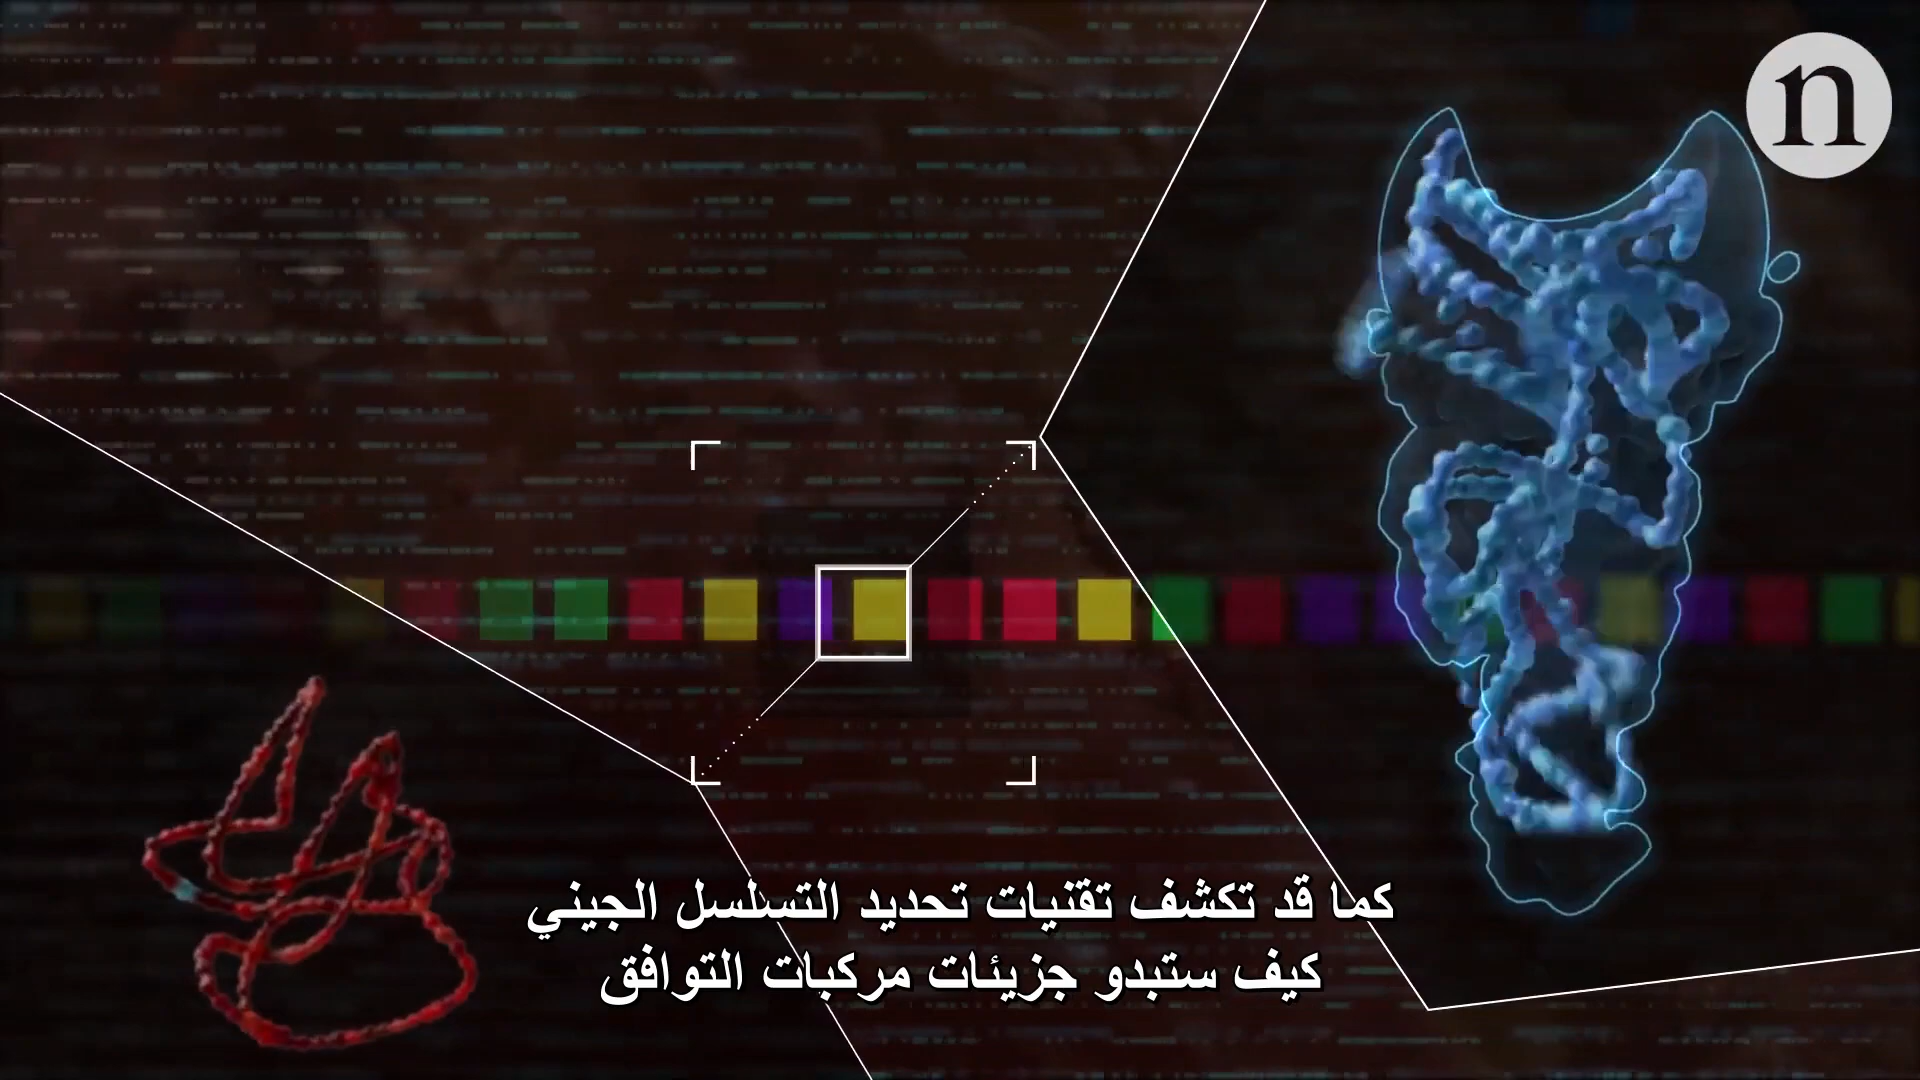 n
كما قد تكشف تقنيات تحديد التسلسل الجيني
كيف ستبدو جزيئات مركبات التوافق